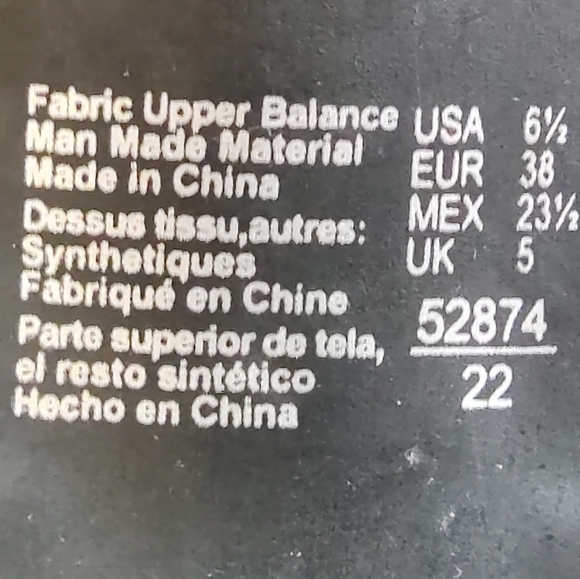 Fabric Upper Balance
Man Made Material
Made in China
Dessus tissu,autres:
Synthetiques
Fabriqué en Chine
Parte superior de tela,
el resto sintético
Hecho en China
USA 6½
EUR 38
MEX 23½
UK 5
52874
22